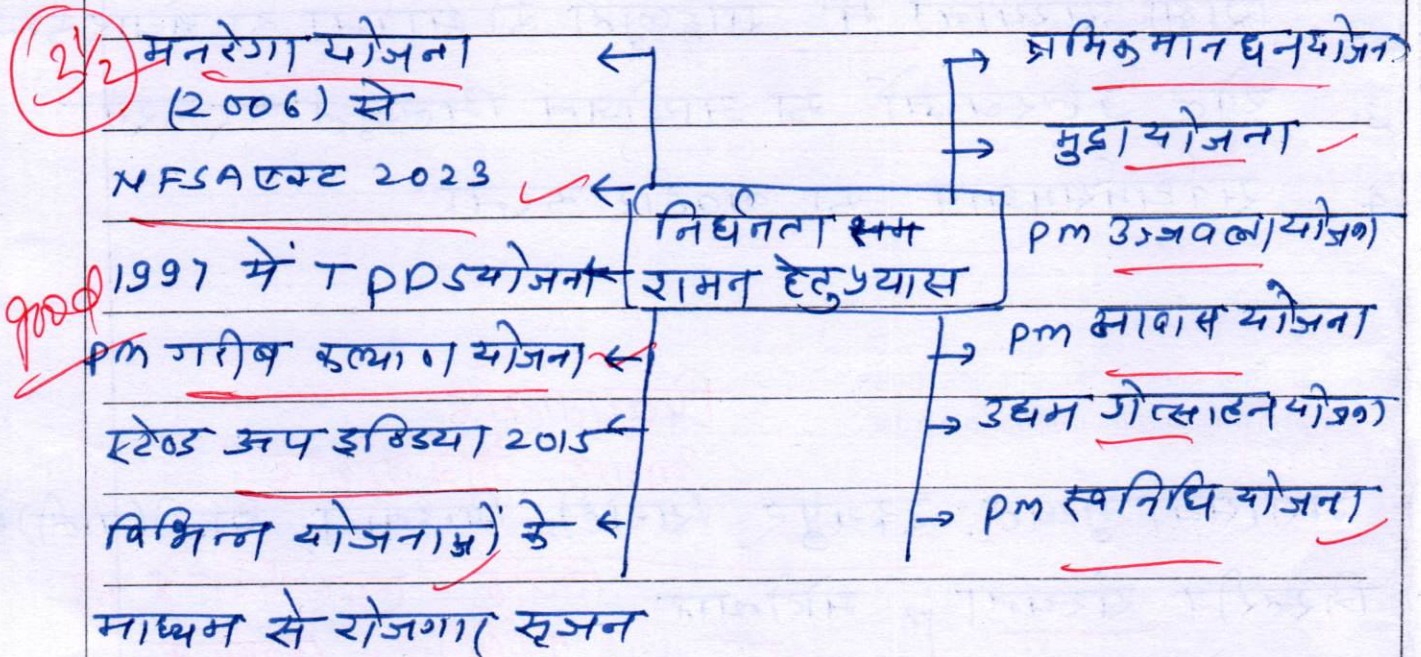 2½
मनरेगा योजना
(2006) से
NFSA एक्ट 2023
1997 में TPDS योजना
good
pm गरीब कल्याण योजना
स्टेण्ड अप इण्डिया 2015
विभिन्न योजनाओं के
माध्यम से रोजगार सृजन
निर्धनता
शमन हेतु प्रयास
श्रमिक मान धन योजना
मुद्रा योजना
pm उज्जवला योजना
pm आवास योजना
उद्यम प्रोत्साहन योजना
pm स्वनिधि योजना